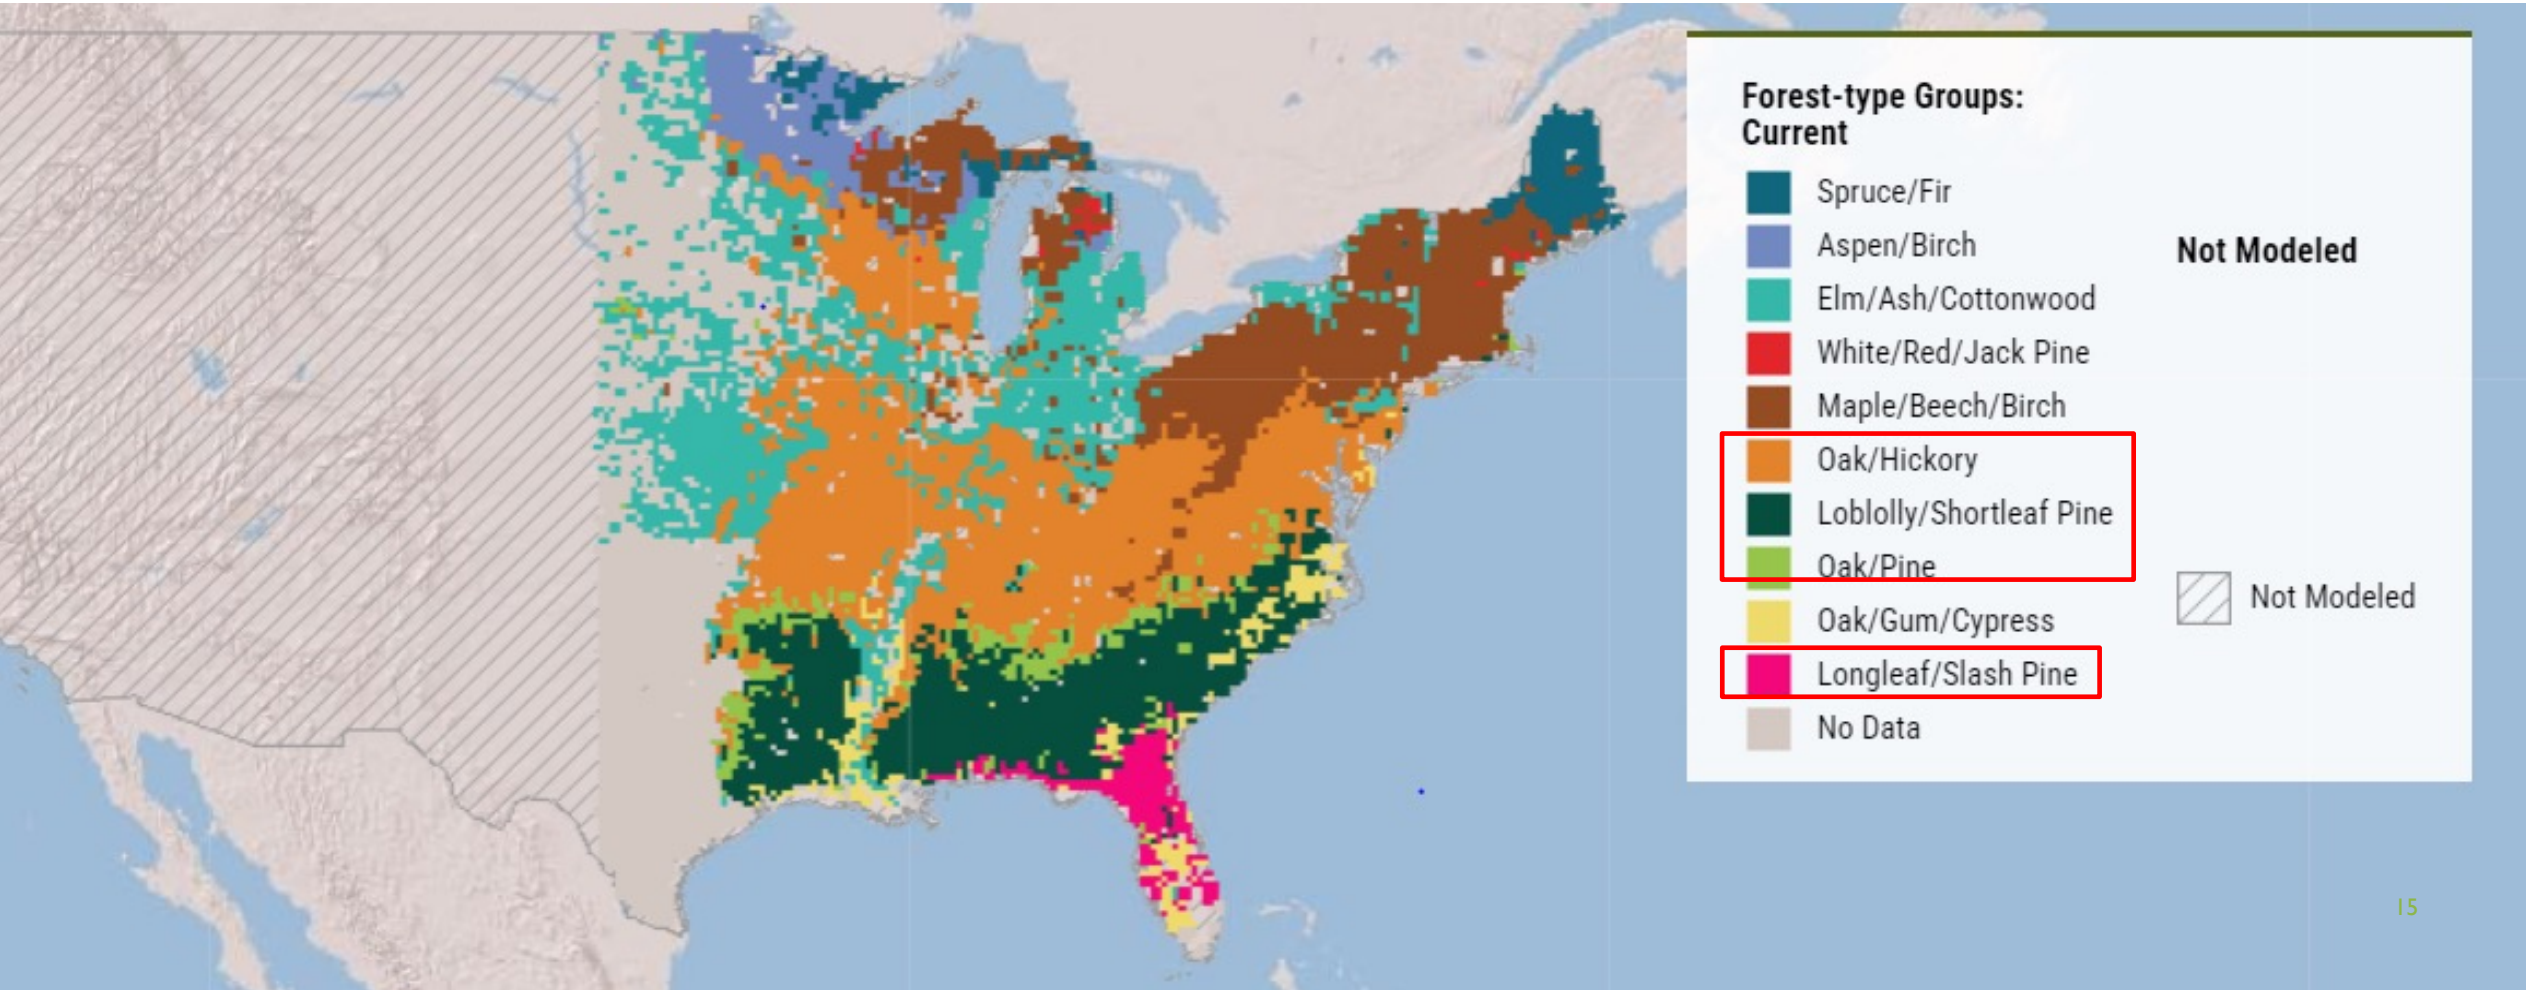 Forest-type Groups:
Current
Spruce/Fir
Aspen/Birch
Elm/Ash/Cottonwood
White/Red/Jack Pine
Maple/Beech/Birch
Oak/Hickory
Loblolly/Shortleaf Pine
Oak/Pine
Oak/Gum/Cypress
Longleaf/Slash Pine
No Data
Not Modeled
Not Modeled
15